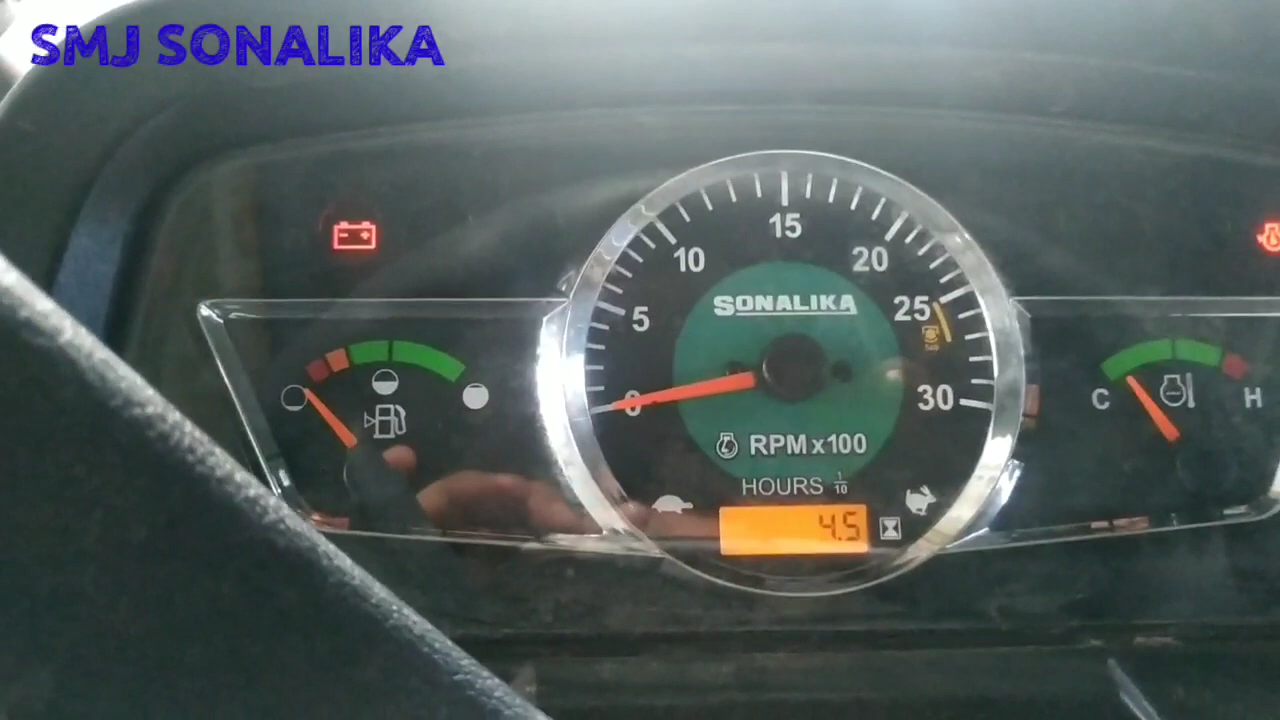 SMJ SONALIKA
15
10
20
5
SONALIKA
25
0
30
C
H
RPM x100
HOURS 1/10
4.5